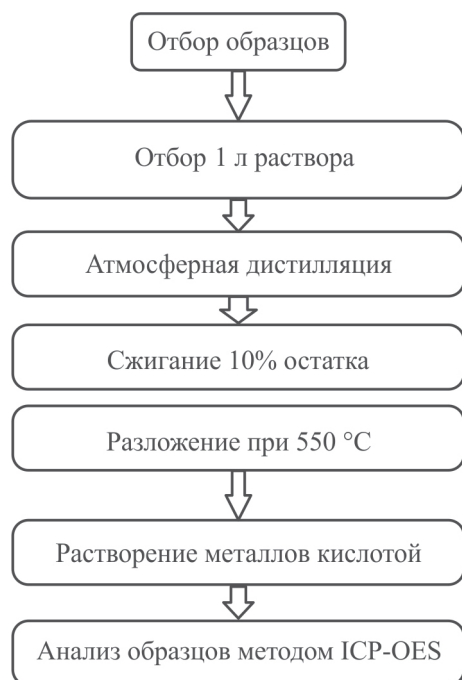 Отбор образцов
Отбор 1 л раствора
Атмосферная дистилляция
Сжигание 10% остатка
Разложение при 550 °C
Растворение металлов кислотой
Анализ образцов методом ICP-OES